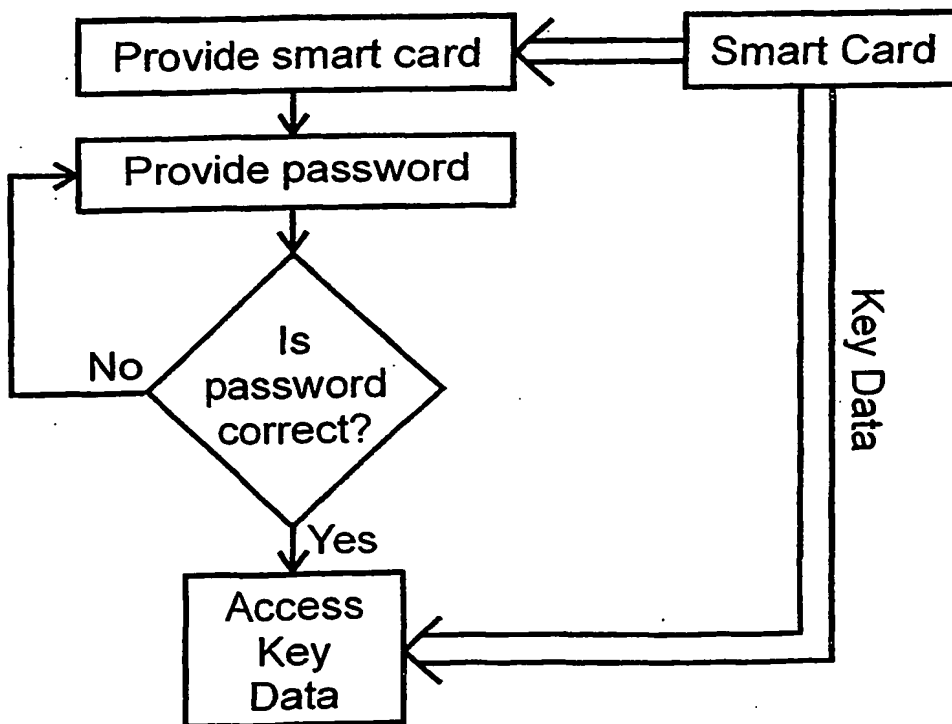 Provide smart card
Smart Card
Provide password
No
Is
password
correct?
Key Data
Yes
Access
Key
Data